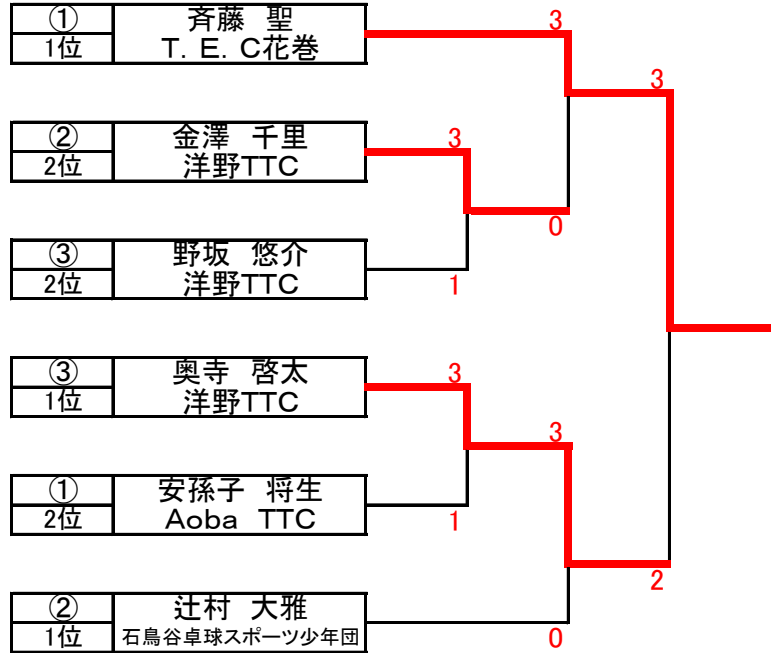 ① 斉藤　聖
1位 T．E．C花巻
3
3
② 金澤　千里
2位 洋野TTC
3
0
③ 野坂　悠介
2位 洋野TTC
1
③ 奥寺　啓太
1位 洋野TTC
3
3
① 安孫子　将生
2位 Aoba　TTC
1
2
② 辻村　大雅
1位 石鳥谷卓球スポーツ少年団
0